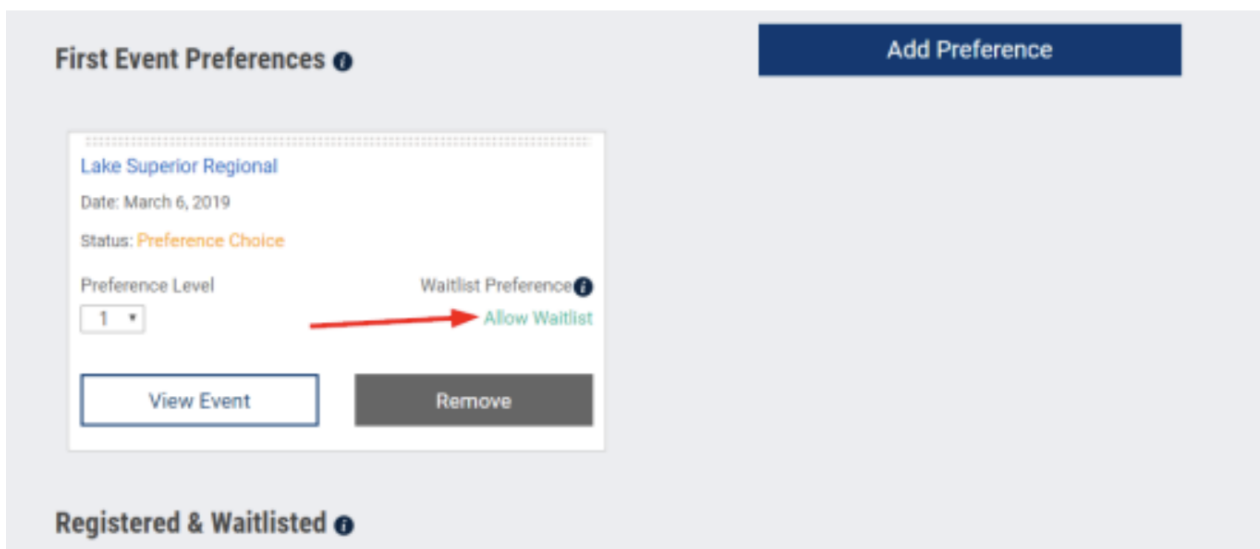 First Event Preferences i
Add Preference
Lake Superior Regional
Date: March 6, 2019
Status: Preference Choice
Preference Level
Waitlist Preference i
1
Allow Waitlist
View Event
Remove
Registered & Waitlisted i